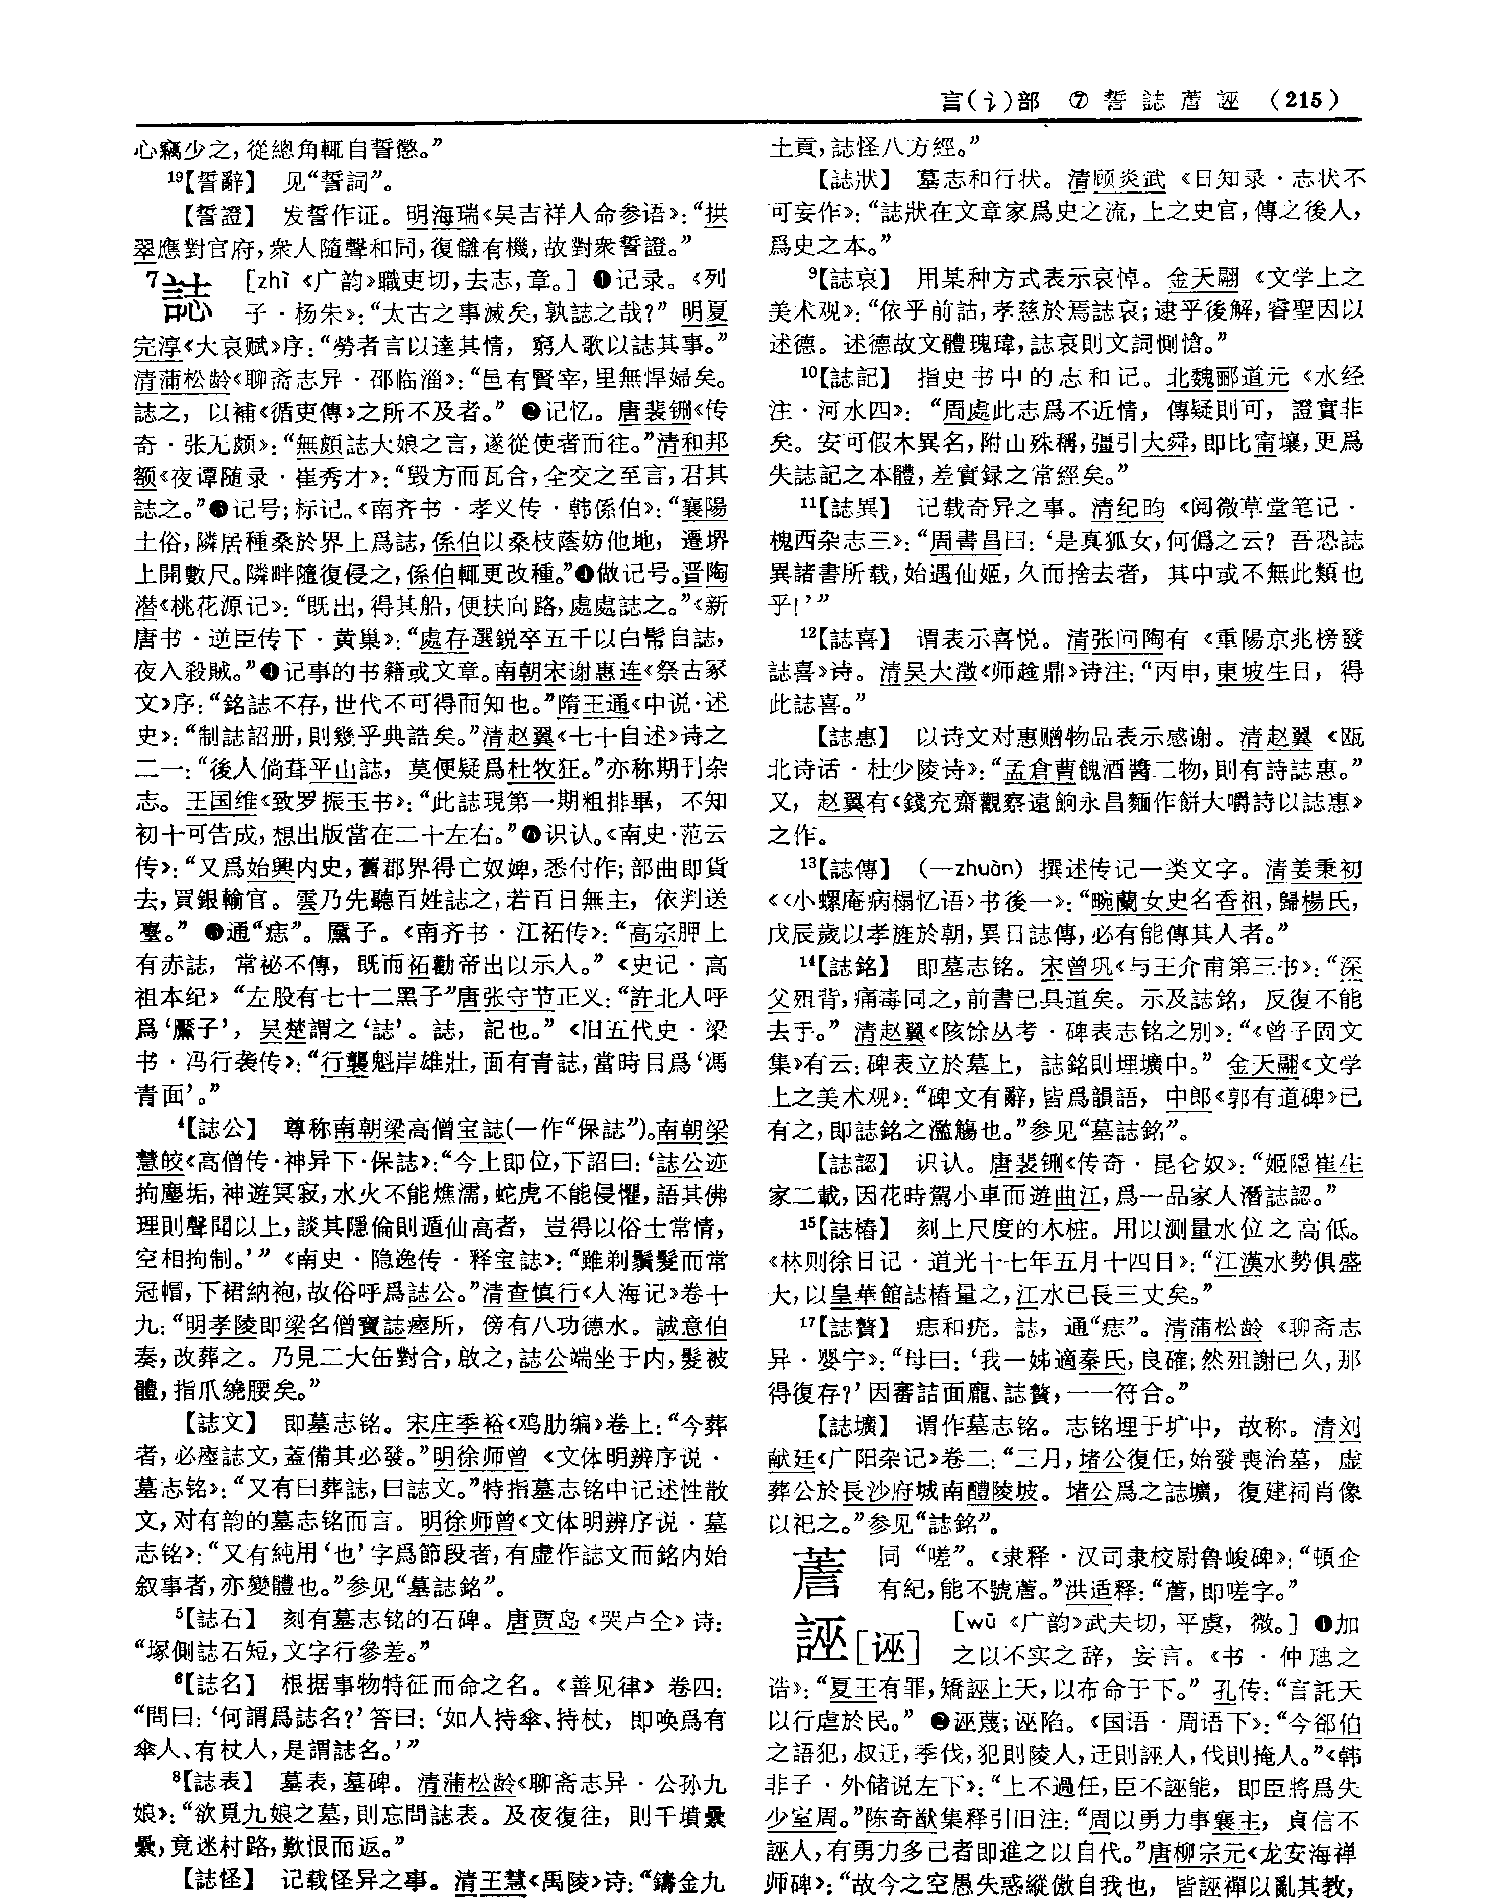 言(讠)部 ⑦ 誓誌藘誣 (215)
心竊少之,從總角輒自誓懲。”
¹⁹【誓辭】 见“誓詞”。
【誓證】 发誓作证。明海瑞《吴吉祥人命参语》:“拱
翠應對官府,衆人隨聲和同,復讎有機,故對衆誓證。”
7誌 [zhì《广韵》職吏切,去志,章。] ❶记录。《列
子·杨朱》:“太古之事滅矣,孰誌之哉?”明夏
完淳《大哀赋》序:“勞者言以達其情,窮人歌以誌其事。”
清蒲松龄《聊斋志异·邵临淄》:“邑有賢宰,里無悍婦矣。
誌之,以補《循吏傳》之所不及者。”❷记忆。唐裴铏《传
奇·张无颇》:“無頗誌大娘之言,遂從使者而往。”清和邦
额《夜谭随录·崔秀才》:“毀方而瓦合,全交之至言,君其
誌之。”❸记号;标记。《南齐书·孝义传·韩係伯》:“襄陽
土俗,隣居種桑於界上爲誌,係伯以桑枝蔭妨他地,遷堺
上開數尺。隣畔隨復侵之,係伯輒更改種。”❹做记号。晋陶
潜《桃花源记》:“既出,得其船,便扶向路,處處誌之。”《新
唐书·逆臣传下·黄巢》:“處存選鋭卒五千以白幋自誌,
夜入殺賊。”❹记事的书籍或文章。南朝宋谢惠连《祭古冢
文》序:“銘誌不存,世代不可得而知也。”隋王通《中说·述
史》:“制誌詔册,則幾乎典誥矣。”清赵翼《七十自述》诗之
二一:“後人倘葺平山誌,莫便疑爲杜牧狂。”亦称期刊杂
志。王国维《致罗振玉书》:“此誌現第一期粗排畢,不知
初十可告成,想出版當在二十左右。”❺识认。《南史·范云
传》:“又爲始興内史,舊郡界得亡奴婢,悉付作;部曲即貨
去,買銀輸官。雲乃先聽百姓誌之,若百日無主,依判送
臺。”❻通“痣”。黶子。《南齐书·江祏传》:“高宗胛上
有赤誌,常祕不傳,既而祏勸帝出以示人。”《史记·高
祖本纪》“左股有七十二黑子”唐张守节正义:“許北人呼
爲‘黶子’,吴楚謂之‘誌’。誌,記也。”《旧五代史·梁
书·冯行袭传》:“行襲魁岸雄壯,面有青誌,當時目爲‘馮
青面’。”
⁴【誌公】 尊称南朝梁高僧宝誌(一作“保誌”)。南朝梁
慧皎《高僧传·神异下·保誌》:“今上即位,下詔曰:‘誌公迹
拘塵垢,神遊冥寂,水火不能燋濡,蛇虎不能侵懼,語其佛
理則聲聞以上,談其隱倫則遁仙高者,豈得以俗士常情,
空相拘制。’”《南史·隐逸传·释宝誌》:“雖剃鬚髮而常
冠帽,下裙納袍,故俗呼爲誌公。”清查慎行《人海记》卷十
九:“明孝陵即梁名僧寶誌瘞所,傍有八功德水。誠意伯
奏,改葬之。乃見二大缶對合,啟之,誌公端坐于内,髮被
體,指爪繞腰矣。”
【誌文】 即墓志铭。宋庄季裕《鸡肋编》卷上:“今葬
者,必瘞誌文,蓋備其必發。”明徐师曾《文体明辨序说·
墓志铭》:“又有曰葬誌,曰誌文。”特指墓志铭中记述性散
文,对有韵的墓志铭而言。明徐师曾《文体明辨序说·墓
志铭》:“又有純用‘也’字爲節段者,有虚作誌文而銘内始
叙事者,亦變體也。”参见“墓誌銘”。
⁵【誌石】 刻有墓志铭的石碑。唐贾岛《哭卢仝》诗:
“塚側誌石短,文字行參差。”
⁶【誌名】 根据事物特征而命之名。《善见律》卷四:
“問曰:‘何謂爲誌名?’答曰:‘如人持傘、持杖,即唤爲有
傘人、有杖人,是謂誌名。’”
⁸【誌表】 墓表,墓碑。清蒲松龄《聊斋志异·公孙九
娘》:“欲覓九娘之墓,則忘問誌表。及夜復往,則千墳纍
纍,竟迷村路,歎恨而返。”
【誌怪】 记载怪异之事。清王慧《禹陵》诗:“鑄金九
土貢,誌怪八方經。”
【誌狀】 墓志和行状。清顾炎武《日知录·志状不
可妄作》:“誌狀在文章家爲史之流,上之史官,傳之後人,
爲史之本。”
⁹【誌哀】 用某种方式表示哀悼。金天翮《文学上之
美术观》:“依乎前詁,孝慈於焉誌哀;逮乎後解,睿聖因以
述德。述德故文體瑰瑋,誌哀則文詞惻愴。”
¹⁰【誌記】 指史书中的志和记。北魏郦道元《水经
注·河水四》:“周處此志爲不近情,傳疑則可,證實非
矣。安可假木異名,附山殊稱,彊引大舜,即比甯壤,更爲
失誌記之本體,差實録之常經矣。”
¹¹【誌異】 记载奇异之事。清纪昀《阅微草堂笔记·
槐西杂志三》:“周書昌曰:‘是真狐女,何僞之云?吾恐誌
異諸書所载,始遇仙姬,久而捨去者,其中或不無此類也
乎!’”
¹²【誌喜】 谓表示喜悦。清张问陶有《重陽京兆榜發
誌喜》诗。清吴大澂《师趛鼎》诗注:“丙申,東坡生日,得
此誌喜。”
【誌惠】 以诗文对惠赠物品表示感谢。清赵翼《瓯
北诗话·杜少陵诗》:“孟倉曹餽酒醬二物,則有詩誌惠。”
又,赵翼有《錢充齋觀察遠餉永昌麵作餅大嚼詩以誌惠》
之作。
¹³【誌傳】 (—zhuàn) 撰述传记一类文字。清姜秉初
《〈小螺庵病榻忆语〉书後一》:“畹蘭女史名香祖,歸楊氏,
戊辰歲以孝旌於朝,異日誌傳,必有能傳其人者。”
¹⁴【誌銘】 即墓志铭。宋曾巩《与王介甫第三书》:“深
父殂背,痛毒同之,前書已具道矣。示及誌銘,反復不能
去手。”清赵翼《陔馀丛考·碑表志铭之别》:“《曾子固文
集》有云:碑表立於墓上,誌銘則埋壙中。”金天翮《文学
上之美术观》:“碑文有辭,皆爲韻語,中郎《郭有道碑》已
有之,即誌銘之濫觴也。”参见“墓誌銘”。
【誌認】 识认。唐裴铏《传奇·昆仑奴》:“姬隱崔生
家二載,因花時駕小車而遊曲江,爲一品家人潛誌認。”
¹⁵【誌樁】 刻上尺度的木桩。用以测量水位之高低。
《林则徐日记·道光十七年五月十四日》:“江漢水勢俱盛
大,以皇華館誌樁量之,江水已長三丈矣。”
¹⁷【誌贅】 痣和疣。誌,通“痣”。清蒲松龄《聊斋志
异·婴宁》:“母曰:‘我一姊適秦氏,良確;然殂謝已久,那
得復存?’因審詰面龐、誌贅,一一符合。”
【誌壙】 谓作墓志铭。志铭埋于圹中,故称。清刘
献廷《广阳杂记》卷二:“三月,堵公復任,始發喪治墓,虚
葬公於長沙府城南醴陵坡。堵公爲之誌壙,復建祠肖像
以祀之。”参见“誌銘”。
同“嗟”。《隶释·汉司隶校尉鲁峻碑》:“頓企
有紀,能不號。”洪适释:“,即嗟字。”
誣[诬] [wū《广韵》武夫切,平虞,微。] ❶加
之以不实之辞,妄言。《书·仲虺之
诰》:“夏王有罪,矯誣上天,以布命于下。”孔传:“言託天
以行虐於民。”❷诬蔑;诬陷。《国语·周语下》:“今郤伯
之語犯,叔迂,季伐,犯則陵人,迂則誣人,伐則掩人。”《韩
非子·外储说左下》:“上不過任,臣不誣能,即臣將爲失
少室周。”陈奇猷集释引旧注:“周以勇力事襄主,貞信不
誣人,有勇力多己者即進之以自代。”唐柳宗元《龙安海禅
师碑》:“故今之空愚失惑縱傲自我也,皆誣禪以亂其教,